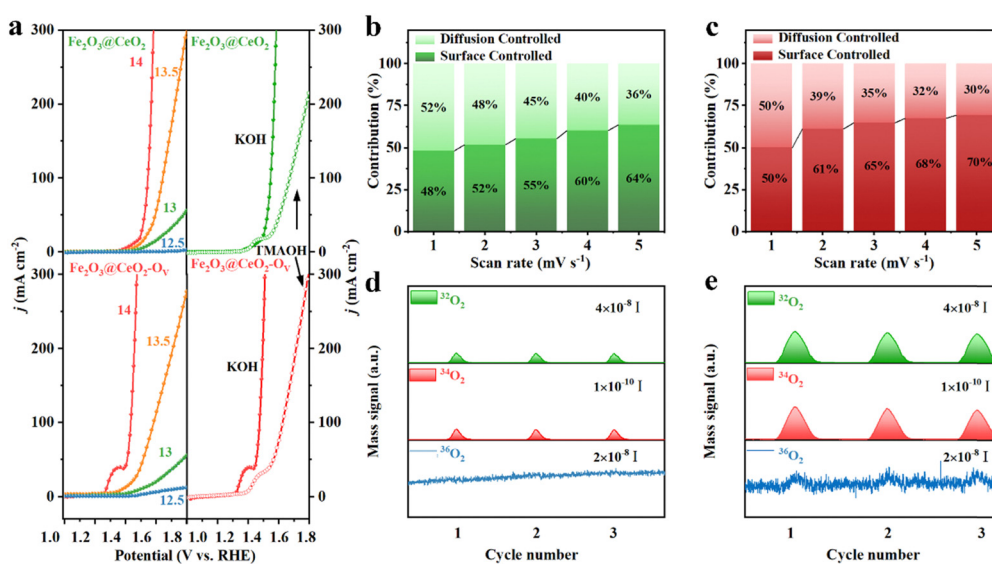 a
300
200
100
0
300
200
100
0
j (mA cm⁻²)
j (mA cm⁻²)
Fe₂O₃@CeO₂
14
13.5
13
12.5
Fe₂O₃@CeO₂
KOH
TMAOH
300
200
100
0
300
200
100
0
j (mA cm⁻²)
j (mA cm⁻²)
Fe₂O₃@CeO₂-Oᵥ
14
13.5
13
12.5
Fe₂O₃@CeO₂-Oᵥ
KOH
1.2 1.4 1.6 1.8 1.0 1.2 1.4 1.6 1.8
Potential (V vs. RHE)
b
Diffusion Controlled
Surface Controlled
Contribution (%)
100
75
50
25
0
52% 48% 45% 40% 36%
48% 52% 55% 60% 64%
1 2 3 4 5
Scan rate (mV s⁻¹)
c
Diffusion Controlled
Surface Controlled
Contribution (%)
100
75
50
25
0
50% 39% 35% 32% 30%
50% 61% 65% 68% 70%
1 2 3 4 5
Scan rate (mV s⁻¹)
d
Mass signal (a.u.)
³²O₂ 4×10⁻⁸ I
³⁴O₂ 1×10⁻¹⁰ I
³⁶O₂ 2×10⁻⁸ I
1 2 3
Cycle number
e
Mass signal (a.u.)
³²O₂ 4×10⁻⁸ I
³⁴O₂ 1×10⁻¹⁰ I
³⁶O₂ 2×10⁻⁸ I
1 2 3
Cycle number